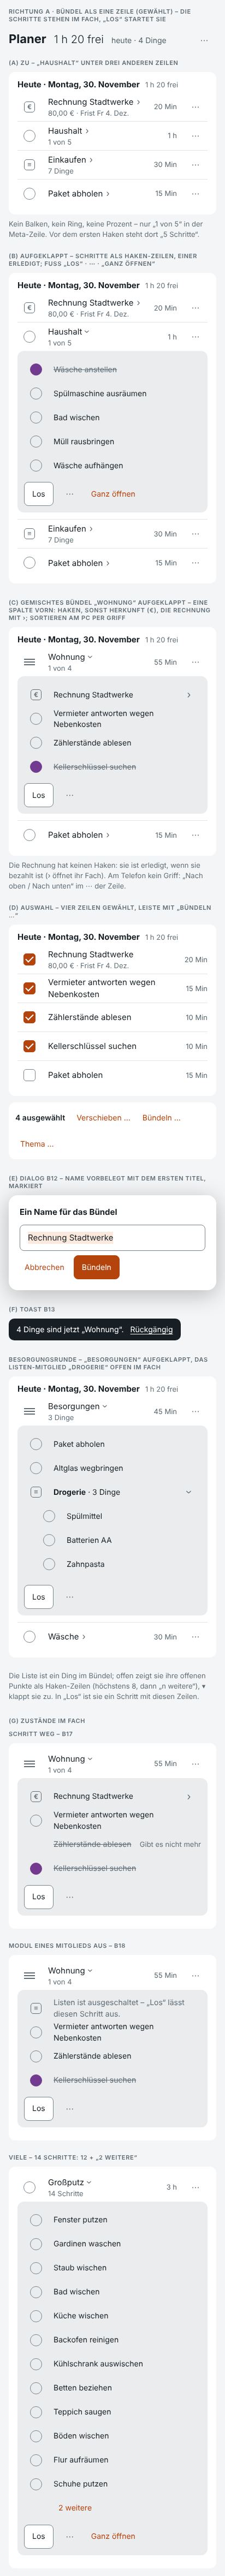 RICHTUNG A · BÜNDEL ALS EINE ZEILE (GEWÄHLT) – DIE
SCHRITTE STEHEN IM FACH, „LOS“ STARTET SIE
Planer 1 h 20 frei heute · 4 Dinge ···
(A) ZU – „HAUSHALT“ UNTER DREI ANDEREN ZEILEN
Heute · Montag, 30. November 1 h 20 frei
€ Rechnung Stadtwerke › 20 Min ···
80,00 € · Frist Fr 4. Dez.
Haushalt › 1 h ···
1 von 5
Einkaufen › 30 Min ···
7 Dinge
Paket abholen › 15 Min ···
Kein Balken, kein Ring, keine Prozent – nur „1 von 5“ in der
Meta-Zeile. Vor dem ersten Haken steht dort „5 Schritte“.
(B) AUFGEKLAPPT – SCHRITTE ALS HAKEN-ZEILEN, EINER
ERLEDIGT; FUSS „LOS“ · ··· · „GANZ ÖFFNEN“
Heute · Montag, 30. November 1 h 20 frei
€ Rechnung Stadtwerke › 20 Min ···
80,00 € · Frist Fr 4. Dez.
Haushalt 1 h ···
1 von 5
Wäsche anstellen
Spülmaschine ausräumen
Bad wischen
Müll rausbringen
Wäsche aufhängen
Los ··· Ganz öffnen
Einkaufen › 30 Min ···
7 Dinge
Paket abholen › 15 Min ···
(C) GEMISCHTES BÜNDEL „WOHNUNG“ AUFGEKLAPPT – EINE
SPALTE VORN: HAKEN, SONST HERKUNFT (€), DIE RECHNUNG
MIT ›; SORTIEREN AM PC PER GRIFF
Heute · Montag, 30. November 1 h 20 frei
Wohnung 55 Min ···
1 von 4
€ Rechnung Stadtwerke ›
Vermieter antworten wegen
Nebenkosten
Zählerstände ablesen
Kellerschlüssel suchen
Los ···
Paket abholen › 15 Min ···
Die Rechnung hat keinen Haken: sie ist erledigt, wenn sie
bezahlt ist (› öffnet ihr Fach). Am Telefon kein Griff: „Nach
oben / Nach unten“ im ··· der Zeile.
(D) AUSWAHL – VIER ZEILEN GEWÄHLT, LEISTE MIT „BÜNDELN
…“
Heute · Montag, 30. November 1 h 20 frei
Rechnung Stadtwerke 20 Min
80,00 € · Frist Fr 4. Dez.
Vermieter antworten wegen 15 Min
Nebenkosten
Zählerstände ablesen 10 Min
Kellerschlüssel suchen 10 Min
Paket abholen 15 Min
4 ausgewählt Verschieben … Bündeln …
Thema …
(E) DIALOG B12 – NAME VORBELEGT MIT DEM ERSTEN TITEL,
MARKIERT
Ein Name für das Bündel
Rechnung Stadtwerke
Abbrechen Bündeln
(F) TOAST B13
4 Dinge sind jetzt „Wohnung“. Rückgängig
BESORGUNGSRUNDE – „BESORGUNGEN“ AUFGEKLAPPT, DAS
LISTEN-MITGLIED „DROGERIE“ OFFEN IM FACH
Heute · Montag, 30. November 1 h 20 frei
Besorgungen 45 Min ···
3 Dinge
Paket abholen
Altglas wegbringen
Drogerie · 3 Dinge
Spülmittel
Batterien AA
Zahnpasta
Los ···
Wäsche › 30 Min ···
Die Liste ist ein Ding im Bündel; offen zeigt sie ihre offenen
Punkte als Haken-Zeilen (höchstens 8, dann „n weitere“), ▾
klappt sie zu. In „Los“ ist sie ein Schritt mit diesen Zeilen.
(G) ZUSTÄNDE IM FACH
SCHRITT WEG – B17
Wohnung 55 Min ···
1 von 4
€ Rechnung Stadtwerke ›
Vermieter antworten wegen
Nebenkosten
Zählerstände ablesen Gibt es nicht mehr
Kellerschlüssel suchen
Los ···
MODUL EINES MITGLIEDS AUS – B18
Wohnung 55 Min ···
1 von 4
Listen ist ausgeschaltet – „Los“ lässt
diesen Schritt aus.
Vermieter antworten wegen
Nebenkosten
Zählerstände ablesen
Kellerschlüssel suchen
Los ···
VIELE – 14 SCHRITTE: 12 + „2 WEITERE“
Großputz 3 h ···
14 Schritte
Fenster putzen
Gardinen waschen
Staub wischen
Bad wischen
Küche wischen
Backofen reinigen
Kühlschrank auswischen
Betten beziehen
Teppich saugen
Böden wischen
Flur aufräumen
Schuhe putzen
2 weitere
Los ··· Ganz öffnen